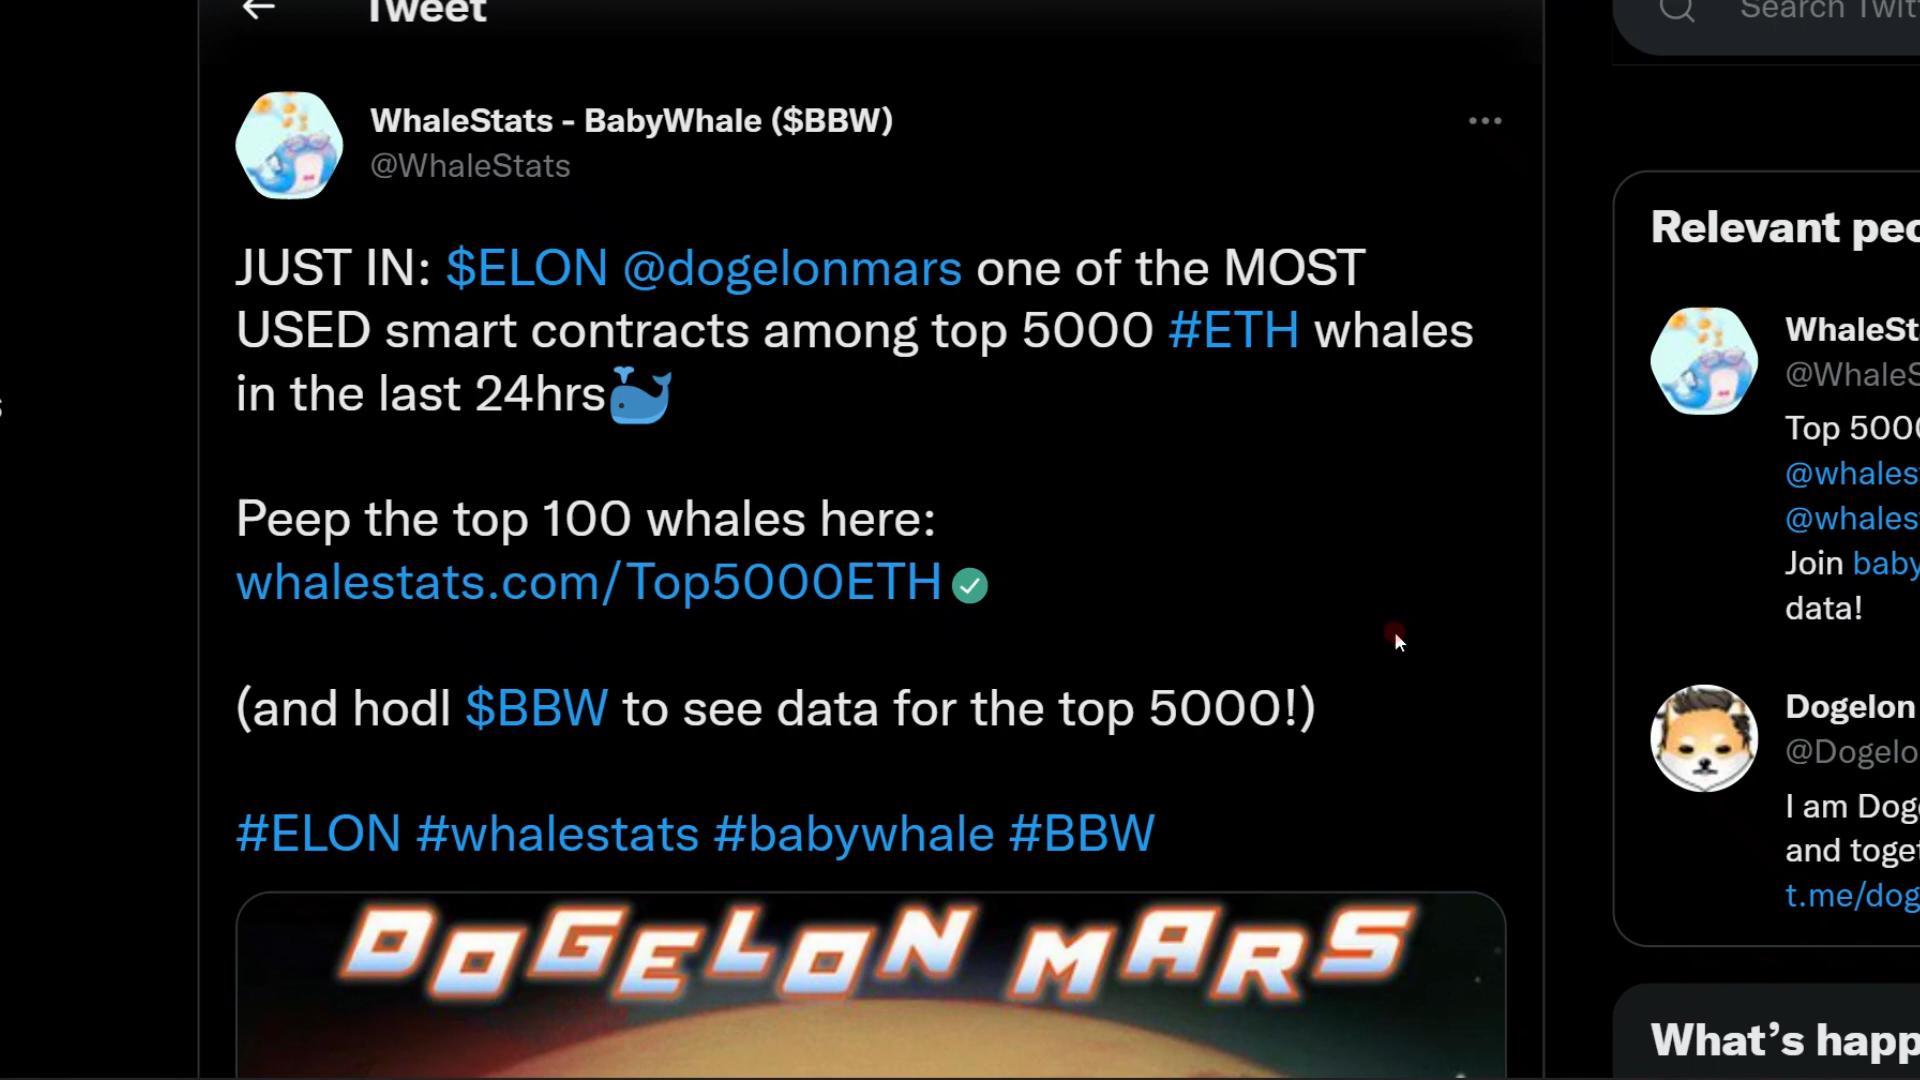 Tweet
Search Twit
WhaleStats - BabyWhale ($BBW)
@WhaleStats
JUST IN: $ELON @dogelonmars one of the MOST
USED smart contracts among top 5000 #ETH whales
in the last 24hrs🐳
Peep the top 100 whales here:
whalestats.com/Top5000ETH ✅
(and hodl $BBW to see data for the top 5000!)
#ELON #whalestats #babywhale #BBW
DOGELON MARS
Relevant peo
WhaleSt
@WhaleS
Top 500
@whales
@whales
Join baby
data!
Dogelon
@Dogelo
I am Dog
and toge
t.me/dog
What's happ